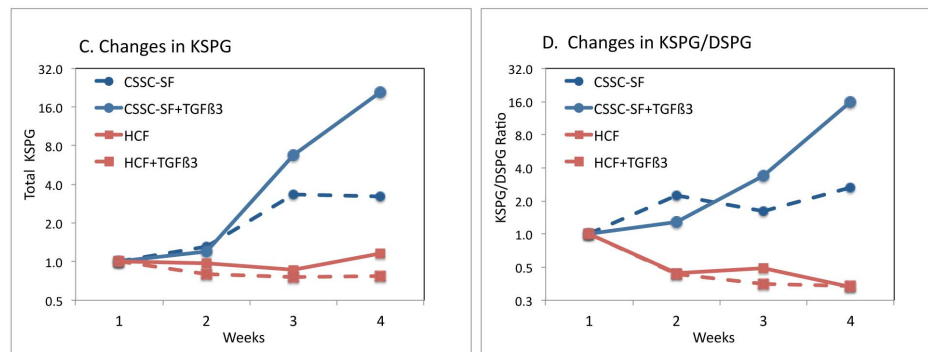 C. Changes in KSPG
32.0
16.0
8.0
4.0
2.0
1.0
0.5
Total KSPG
CSSC-SF
CSSC-SF+TGFß3
HCF
HCF+TGFß3
1 2 3 4
Weeks
D. Changes in KSPG/DSPG
32.0
16.0
8.0
4.0
2.0
1.0
0.5
0.3
KSPG/DSPG Ratio
CSSC-SF
CSSC-SF+TGFß3
HCF
HCF+TGFß3
1 2 3 4
Weeks